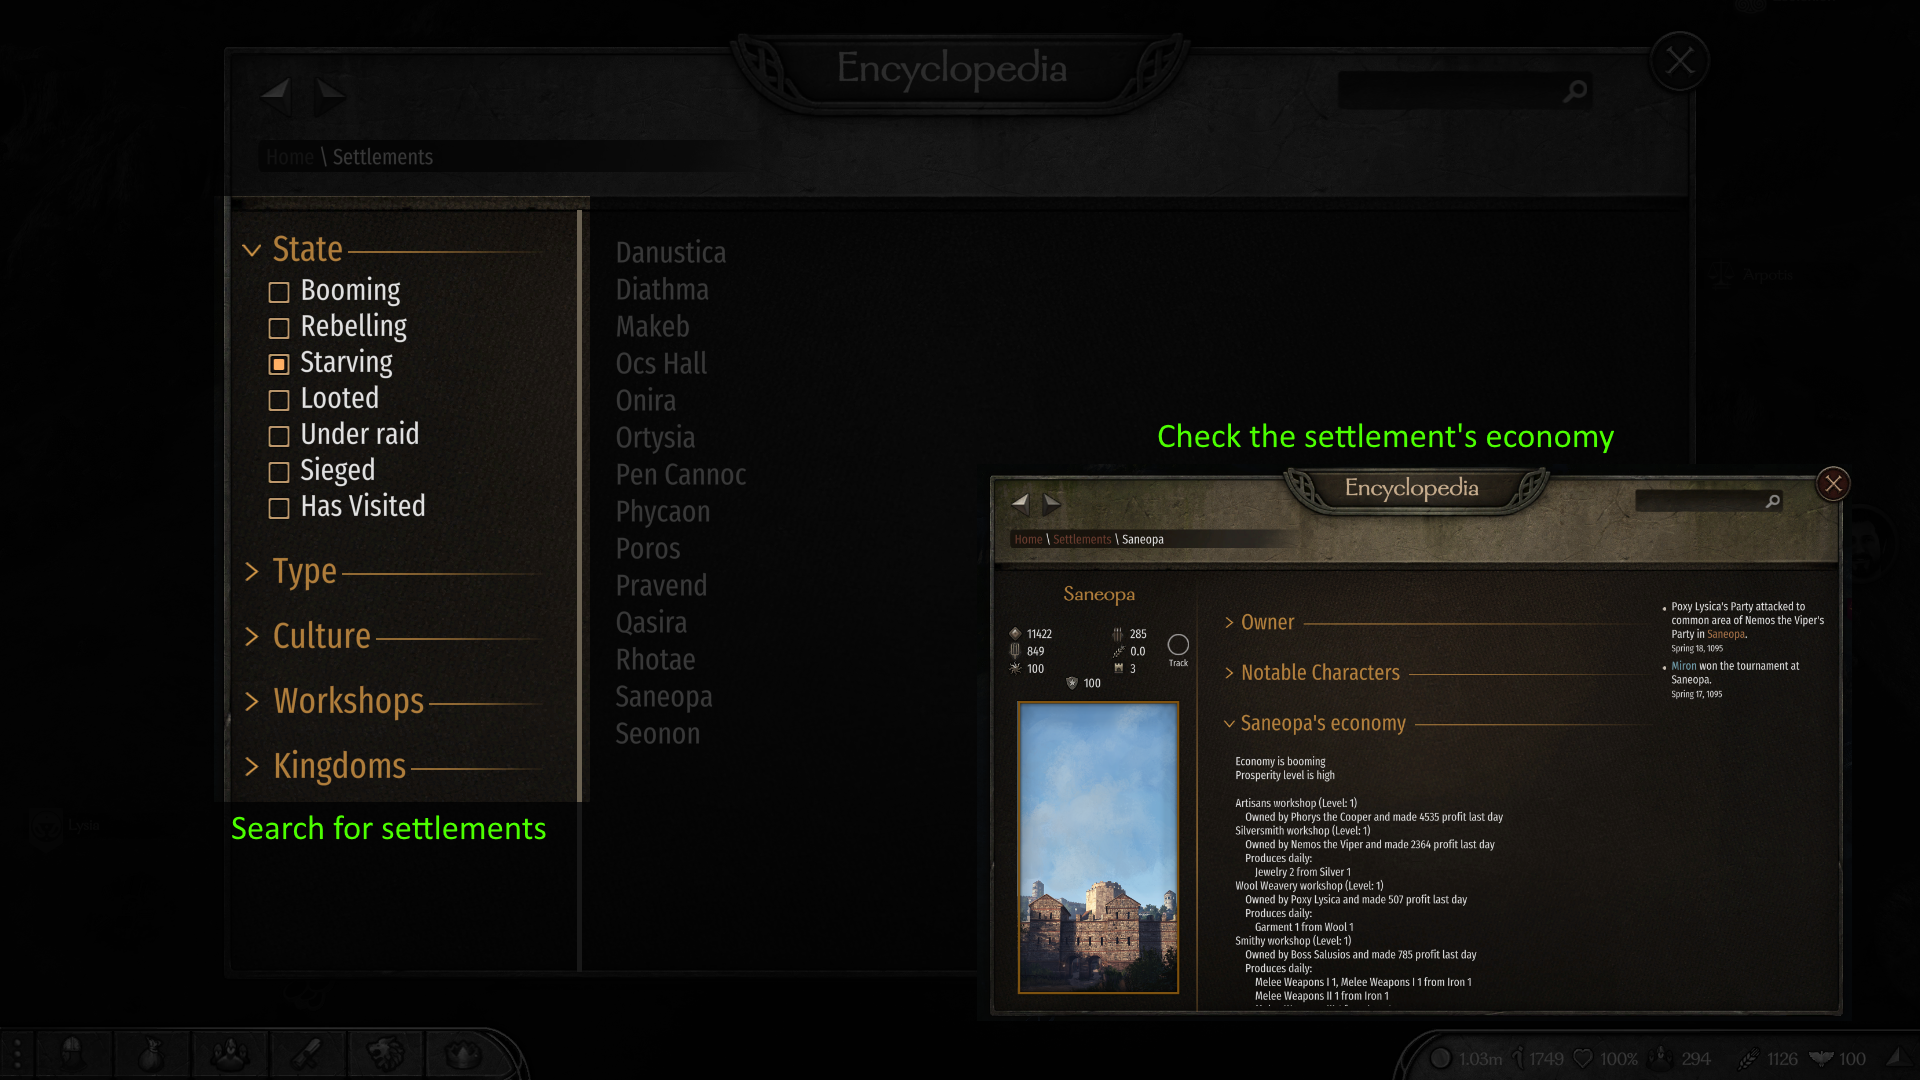 Encyclopedia
Home \ Settlements
State
Booming
Rebelling
Starving
Looted
Under raid
Sieged
Has Visited
Type
Culture
Workshops
Kingdoms
Search for settlements
Danustica
Diathma
Makeb
Ocs Hall
Onira
Ortysia
Pen Cannoc
Phycaon
Poros
Pravend
Qasira
Rhotae
Saneopa
Seonon
Arpotis
Lysia
Check the settlement's economy
Encyclopedia
Home \ Settlements \ Saneopa
Saneopa
11422 285
849 0.0
100 3
100
Track
Owner
Notable Characters
Saneopa's economy
Economy is booming
Prosperity level is high
Artisans workshop (Level: 1)
Owned by Phorys the Cooper and made 4535 profit last day
Silversmith workshop (Level: 1)
Owned by Nemos the Viper and made 2364 profit last day
Produces daily:
Jewelry 2 from Silver 1
Wool Weavery workshop (Level: 1)
Owned by Poxy Lysica and made 507 profit last day
Produces daily:
Garment 1 from Wool 1
Smithy workshop (Level: 1)
Owned by Boss Salusios and made 785 profit last day
Produces daily:
Melee Weapons I 1, Melee Weapons I 1 from Iron 1
Melee Weapons II 1 from Iron 1
Poxy Lysica's Party attacked to
common area of Nemos the Viper's
Party in Saneopa.
Spring 18, 1095
Miron won the tournament at
Saneopa.
Spring 17, 1095
1.03m 1749 100% 294 1126 100